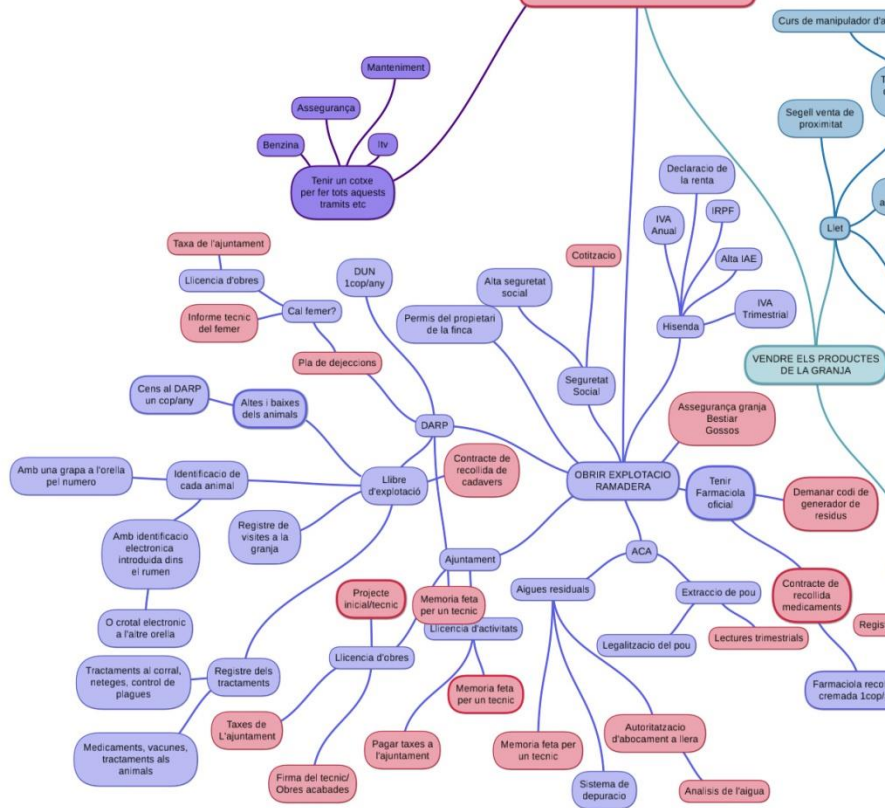 Curs de manipulador d'a
Manteniment
Assegurança
Benzina
Itv
Tenir un cotxe
per fer tots aquests
tramits etc
Segell venta de
proximitat
Llet
Declaracio de
la renta
IVA
Anual
IRPF
Alta IAE
IVA
Trimestral
Hisenda
Taxa de l'ajuntament
Llicencia d'obres
Informe tecnic
del femer
Cal femer?
Pla de dejeccions
DUN
1cop/any
Cotitzacio
Alta seguretat
social
Permis del propietari
de la finca
Seguretat
Social
VENDRE ELS PRODUCTES
DE LA GRANJA
Cens al DARP
un cop/any
Altes i baixes
dels animals
DARP
Assegurança granja
Bestiar
Gossos
Amb una grapa a l'orella
pel numero
Identificacio de
cada animal
Llibre
d'explotació
Contracte de
recollida de
cadavers
OBRIR EXPLOTACIO
RAMADERA
Tenir
Farmaciola
oficial
Demanar codi de
generador de
residus
Amb identificacio
electronica
introduida dins
el rumen
Registre de
visites a la
granja
Ajuntament
ACA
O crotal electronic
a l'altre orella
Projecte
inicial/tecnic
Memoria feta
per un tecnic
Llicencia d'activitats
Aigues residuals
Extraccio de pou
Contracte de
recollida
medicaments
Legalitzacio del pou
Lectures trimestrials
Regis
Tractaments al corral,
neteges, control de
plagues
Registre dels
tractaments
Llicencia d'obres
Memoria feta
per un tecnic
Farmaciola reco
cremada 1cop/
Medicaments, vacunes,
tractaments als
animals
Taxes de
L'ajuntament
Pagar taxes a
l'ajuntament
Memoria feta per
un tecnic
Autoritatzacio
d'abocament a llera
Firma del tecnic/
Obres acabades
Sistema de
depuracio
Analisis de l'aigua